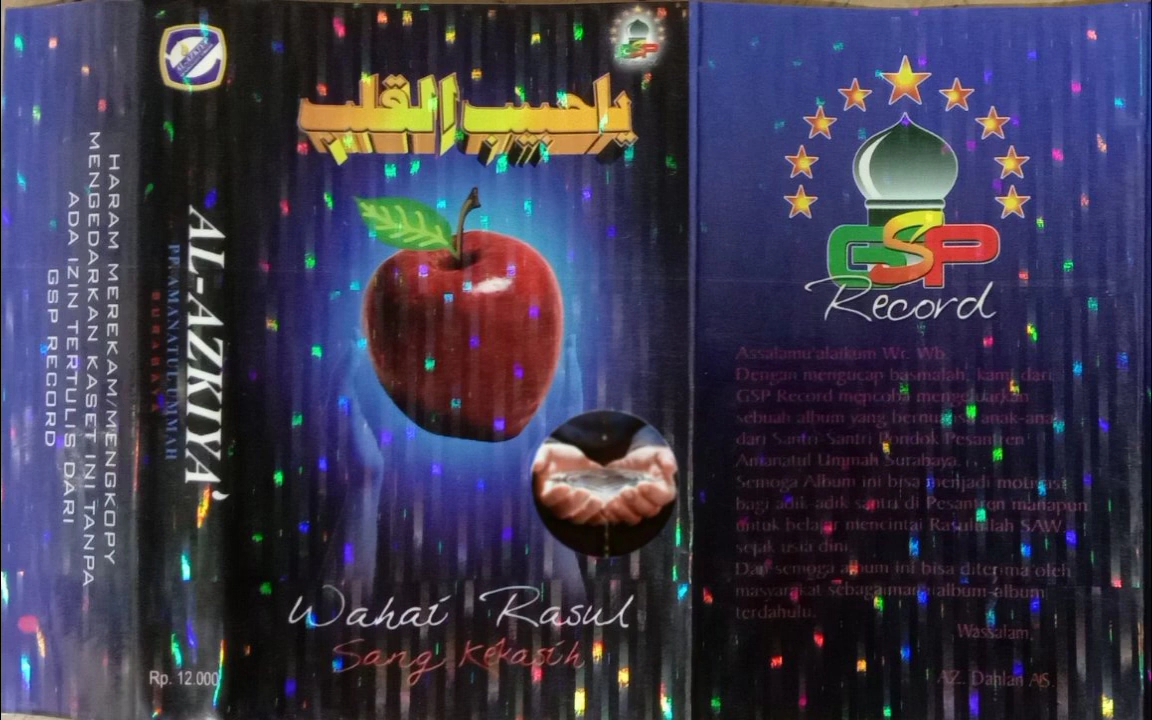 HARAM MEREKAM/MENGKOPY
MENGEDARKAN KASET INI TANPA
ADA IZIN TERTULIS DARI
GSP RECORD
AL-AZKIYA'
PP. AMANATUL UMMAH
SURABAYA
Rp. 12.000
GSP
يا حبيب القلب
Wahai Rasul
Sang Kekasih
GSP
Record
Assalamu'alaikum Wr. Wb.
Dengan mengucap basmalah, kami dari
GSP Record mencoba mengeluarkan
sebuah album yang bernuansa anak-anak
dari Santri-Santri Pondok Pesantren
Amanatul Ummah Surabaya. . .
Semoga Album ini bisa menjadi motivasi
bagi adik-adik santri di Pesantren manapun
untuk belajar mencintai Rasulullah SAW.
sejak usia dini.
Dan semoga album ini bisa diterima oleh
masyarakat sebagaimana album-album
terdahulu.
Wassalam,
AZ. Dahlan AS.